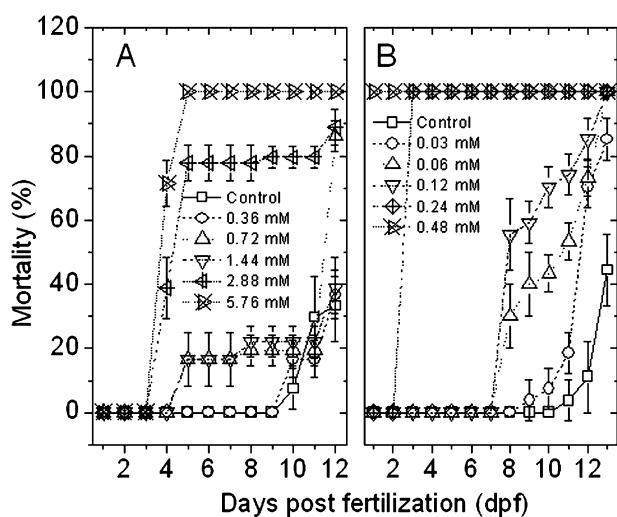 A
B
120
100
80
60
40
20
0
Mortality (%)
Control
0.36 mM
0.72 mM
1.44 mM
2.88 mM
5.76 mM
Control
0.03 mM
0.06 mM
0.12 mM
0.24 mM
0.48 mM
2 4 6 8 10 12 2 4 6 8 10 12
Days post fertilization (dpf)